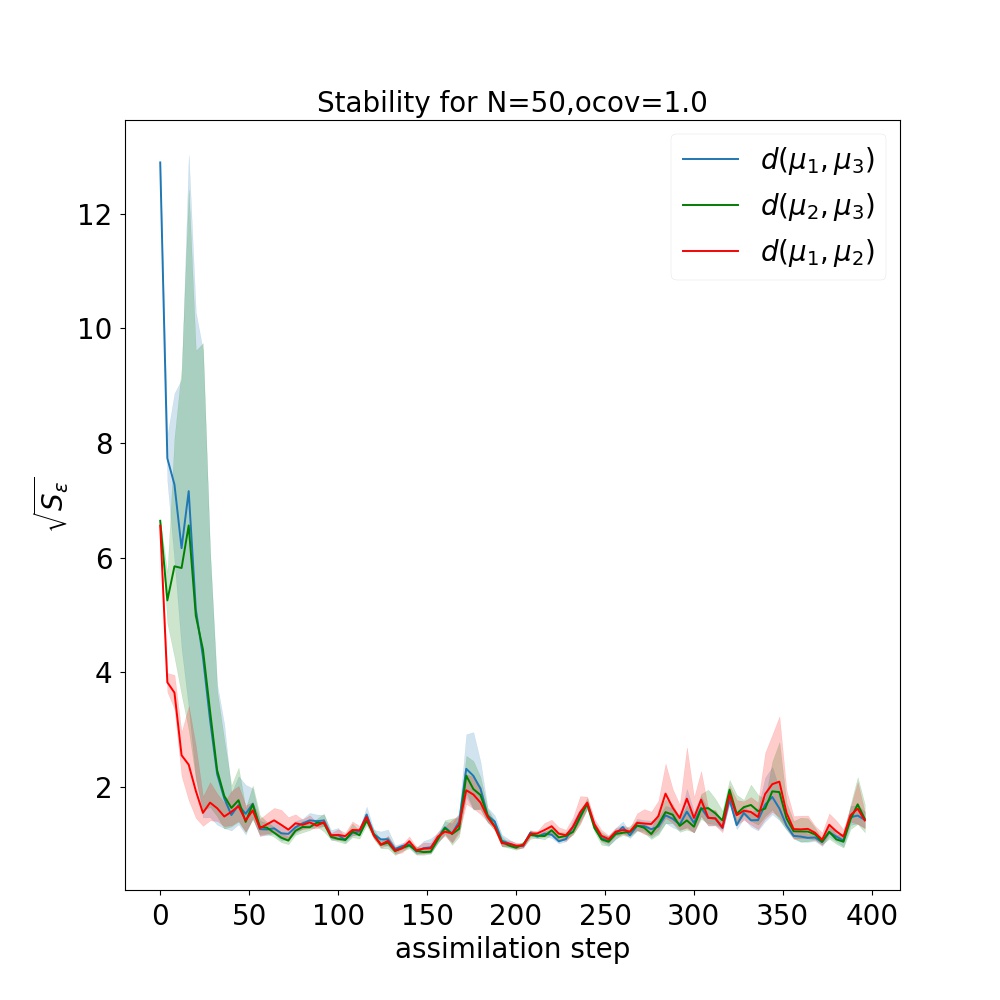 Stability for N=50,ocov=1.0
d(μ₁, μ₃)
d(μ₂, μ₃)
d(μ₁, μ₂)
√S_ε
12
10
8
6
4
2
0 50 100 150 200 250 300 350 400
assimilation step